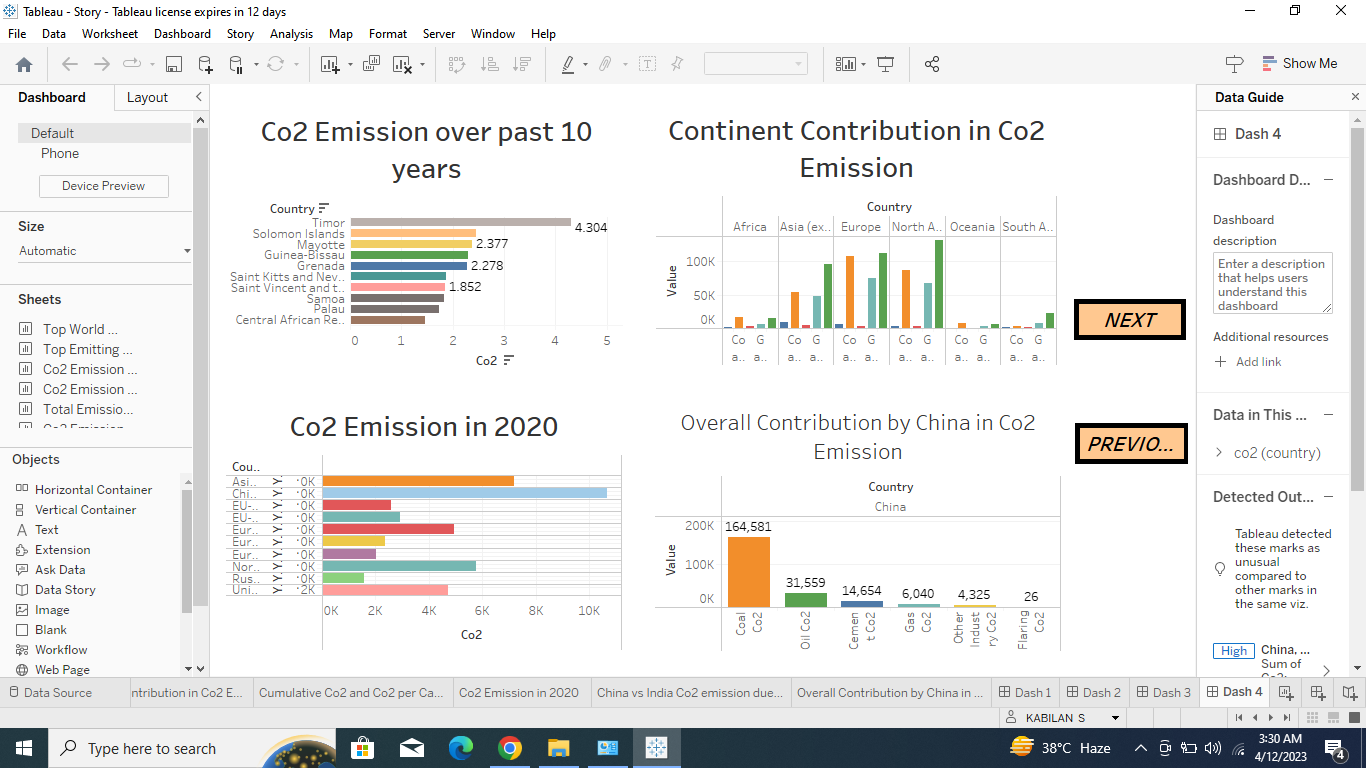 Tableau - Story - Tableau license expires in 12 days
File Data Worksheet Dashboard Story Analysis Map Format Server Window Help
Show Me
Dashboard Layout
Default
Phone
Device Preview
Size
Automatic
Sheets
Top World ...
Top Emitting ...
Co2 Emission ...
Co2 Emission ...
Total Emissio...
Co2 Emission
Objects
Horizontal Container
Vertical Container
Text
Extension
Ask Data
Data Story
Image
Blank
Workflow
Web Page
Co2 Emission over past 10
years
Country
Timor
Solomon Islands
Mayotte
Guinea-Bissau
Grenada
Saint Kitts and Nev..
Saint Vincent and t..
Samoa
Palau
Central African Re..
4.304
2.377
2.278
1.852
0 1 2 3 4 5
Co2
Continent Contribution in Co2
Emission
Country
Africa Asia (ex.. Europe North A.. Oceania South A..
Value
100K
50K
0K
Co G Co G Co G Co G Co G Co G
a.. a.. a.. a.. a.. a.. a.. a.. a.. a.. a.. a..
NEXT
Co2 Emission in 2020
Cou..
Asi..
Chi..
EU-..
EU-..
Eur..
Eur..
Eur..
Nor..
Rus..
Uni..
0K 2K 4K 6K 8K 10K
Co2
Overall Contribution by China in Co2
Emission
Country
China
Value
200K
100K
0K
164,581
31,559
14,654
6,040
4,325
26
Coal Co2
Oil Co2
Cemen t Co2
Gas Co2
Other Indust ry Co2
Flaring Co2
PREVIO...
Data Guide
Dash 4
Dashboard D...
Dashboard
description
Enter a description
that helps users
understand this
dashboard
Additional resources
Add link
Data in This ...
co2 (country)
Detected Out...
Tableau detected
these marks as
unusual
compared to
other marks in
the same viz.
High China, ...
Sum of
Co2:
Data Source ntribution in Co2 E... Cumulative Co2 and Co2 per Ca... Co2 Emission in 2020 China vs India Co2 emission due... Overall Contribution by China in ... Dash 1 Dash 2 Dash 3 Dash 4
KABILAN S
Type here to search
38°C Haze
3:30 AM
4/12/2023
4